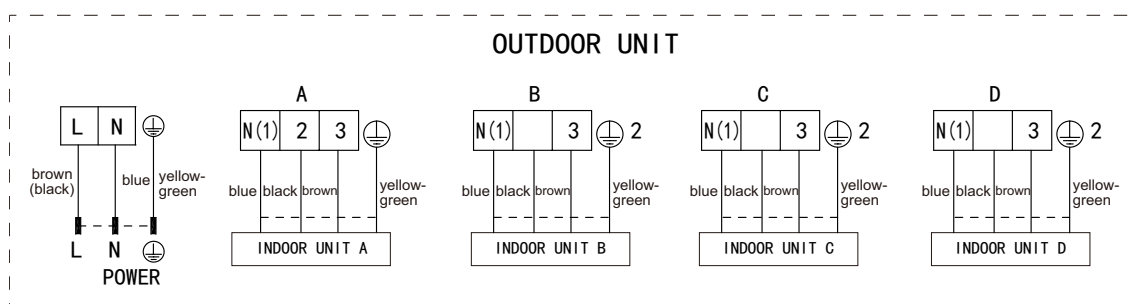 OUTDOOR UNIT
A B C D
L N
N(1) 2 3
N(1) 3 2
N(1) 3 2
N(1) 3 2
brown (black) blue yellow-green
blue black brown yellow-green
blue black brown yellow-green
blue black brown yellow-green
blue black brown yellow-green
L N
POWER
INDOOR UNIT A
INDOOR UNIT B
INDOOR UNIT C
INDOOR UNIT D